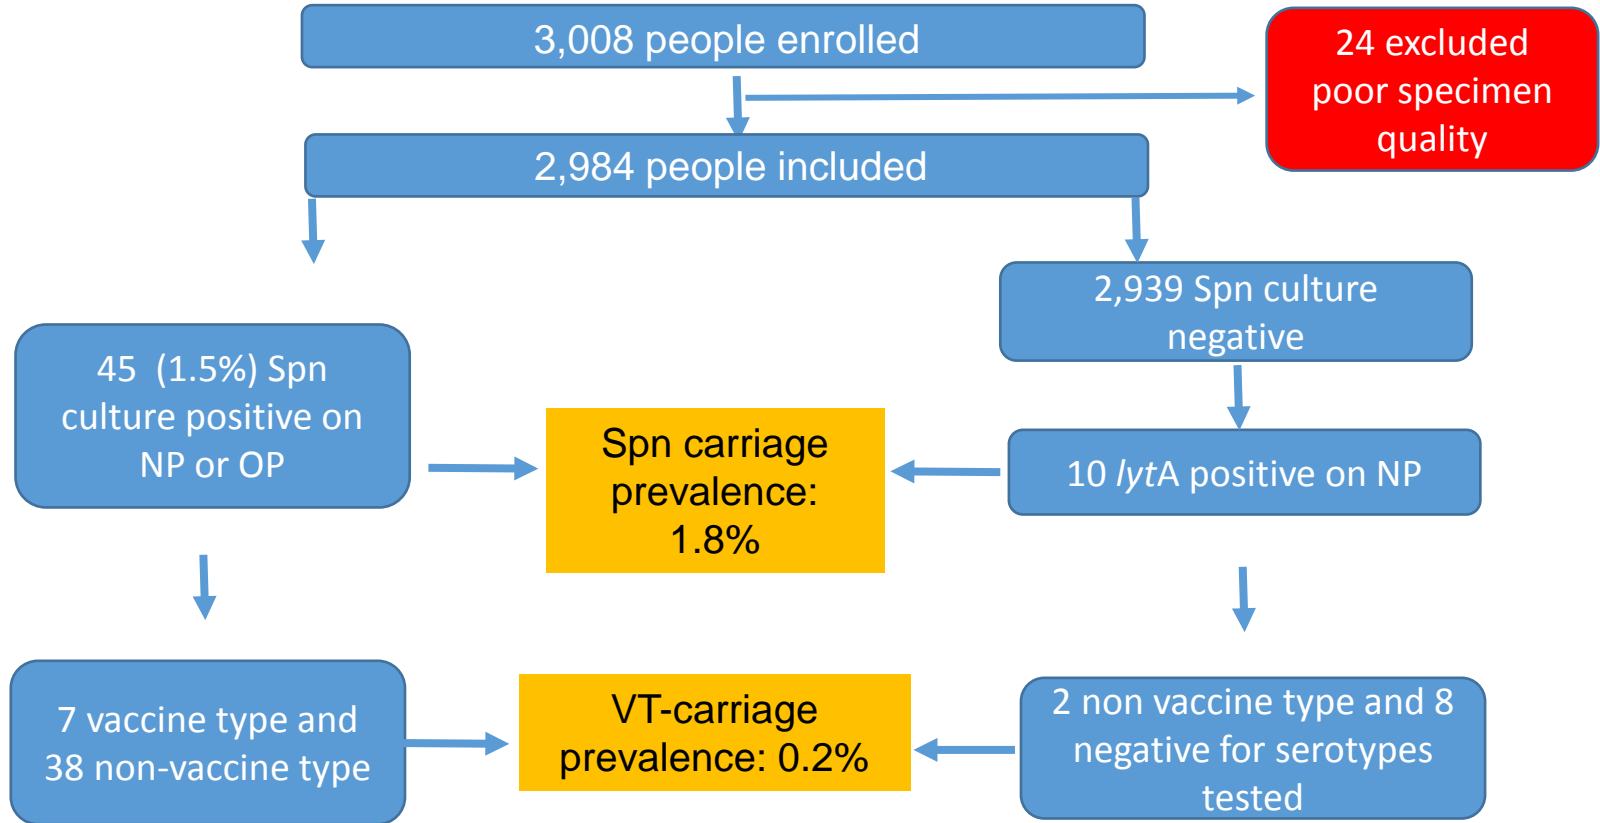 3,008 people enrolled
24 excluded
poor specimen
quality
2,984 people included
2,939 Spn culture
negative
45 (1.5%) Spn
culture positive on
NP or OP
Spn carriage
prevalence:
1.8%
10 lytA positive on NP
7 vaccine type and
38 non-vaccine type
VT-carriage
prevalence: 0.2%
2 non vaccine type and 8
negative for serotypes
tested